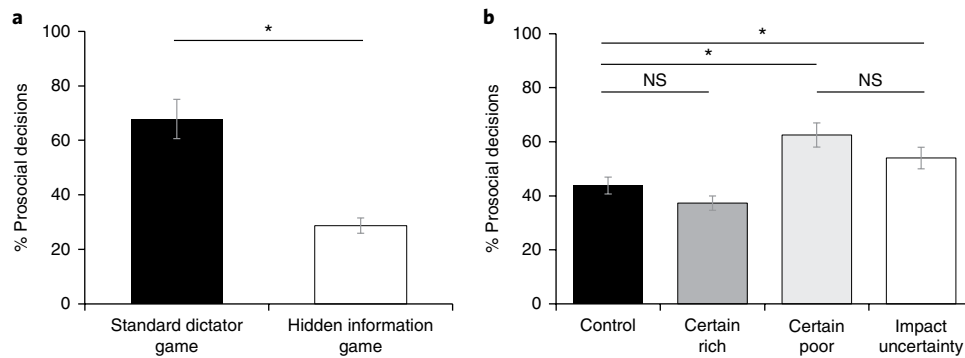 a
% Prosocial decisions
100
80
60
40
20
0
*
Standard dictator
game
Hidden information
game
b
% Prosocial decisions
100
80
60
40
20
0
*
*
NS
NS
Control
Certain
rich
Certain
poor
Impact
uncertainty